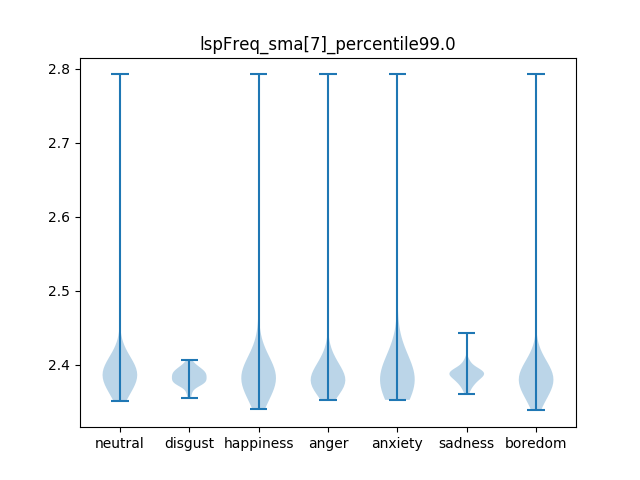 lspFreq_sma[7]_percentile99.0
2.8
2.7
2.6
2.5
2.4
neutral disgust happiness anger anxiety sadness boredom